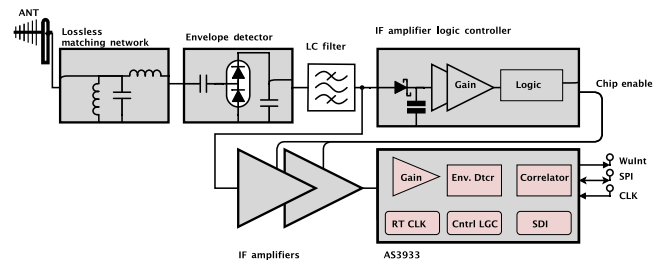 ANT
Lossless
matching network
Envelope detector
LC filter
IF amplifier logic controller
Gain
Logic
Chip enable
Gain
Env. Dtcr
Correlator
WuInt
SPI
CLK
RT CLK
Cntrl LGC
SDI
IF amplifiers
AS3933